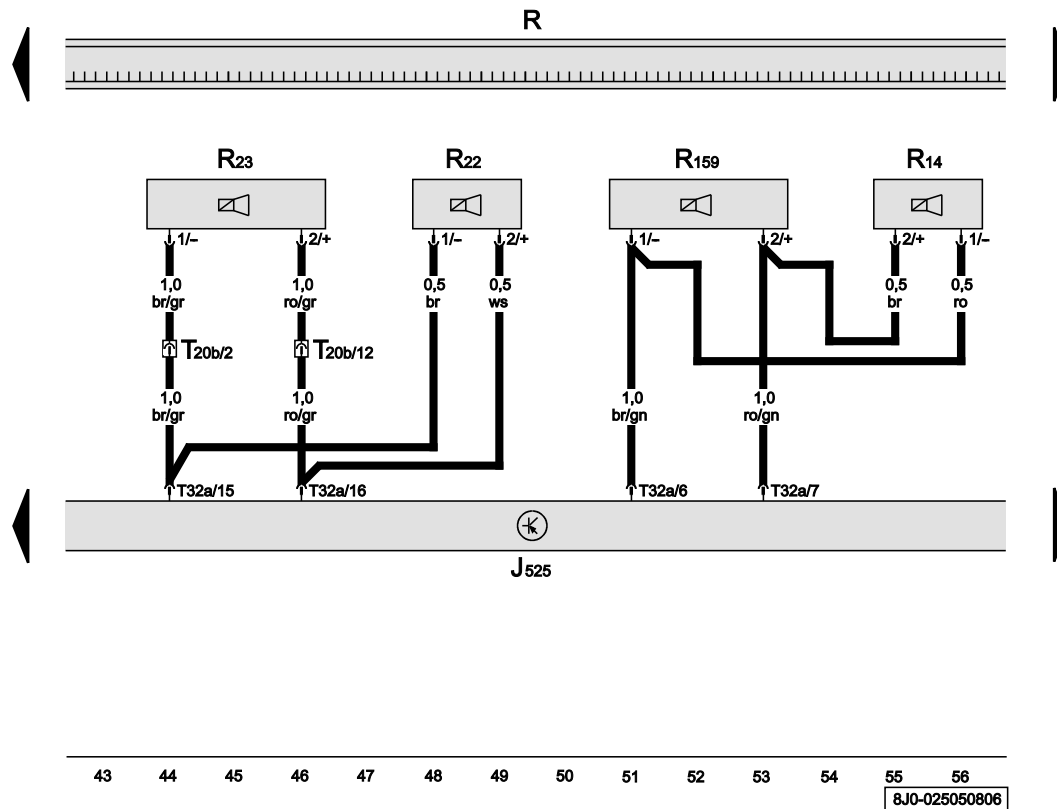 R
R23 R22 R159 R14
1/– 2/+ 1/– 2/+ 1/– 2/+ 2/+ 1/–
1,0 1,0 0,5 0,5 0,5 0,5
br/gr ro/gr br ws br ro
T20b/2 T20b/12
1,0 1,0 1,0 1,0
br/gr ro/gr br/gn ro/gn
T32a/15 T32a/16 T32a/6 T32a/7
J525
43 44 45 46 47 48 49 50 51 52 53 54 55 56
8J0-025050806